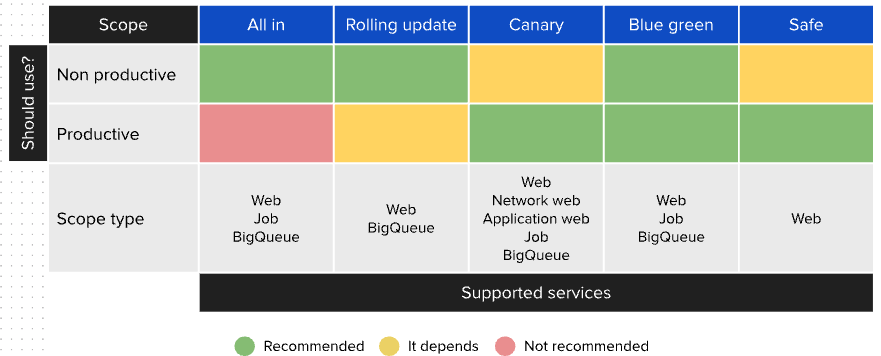 Scope
All in
Rolling update
Canary
Blue green
Safe
Should use?
Non productive
Productive
Scope type
Web
Job
BigQueue
Web
BigQueue
Web
Network web
Application web
Job
BigQueue
Web
Job
BigQueue
Web
Supported services
Recommended
It depends
Not recommended